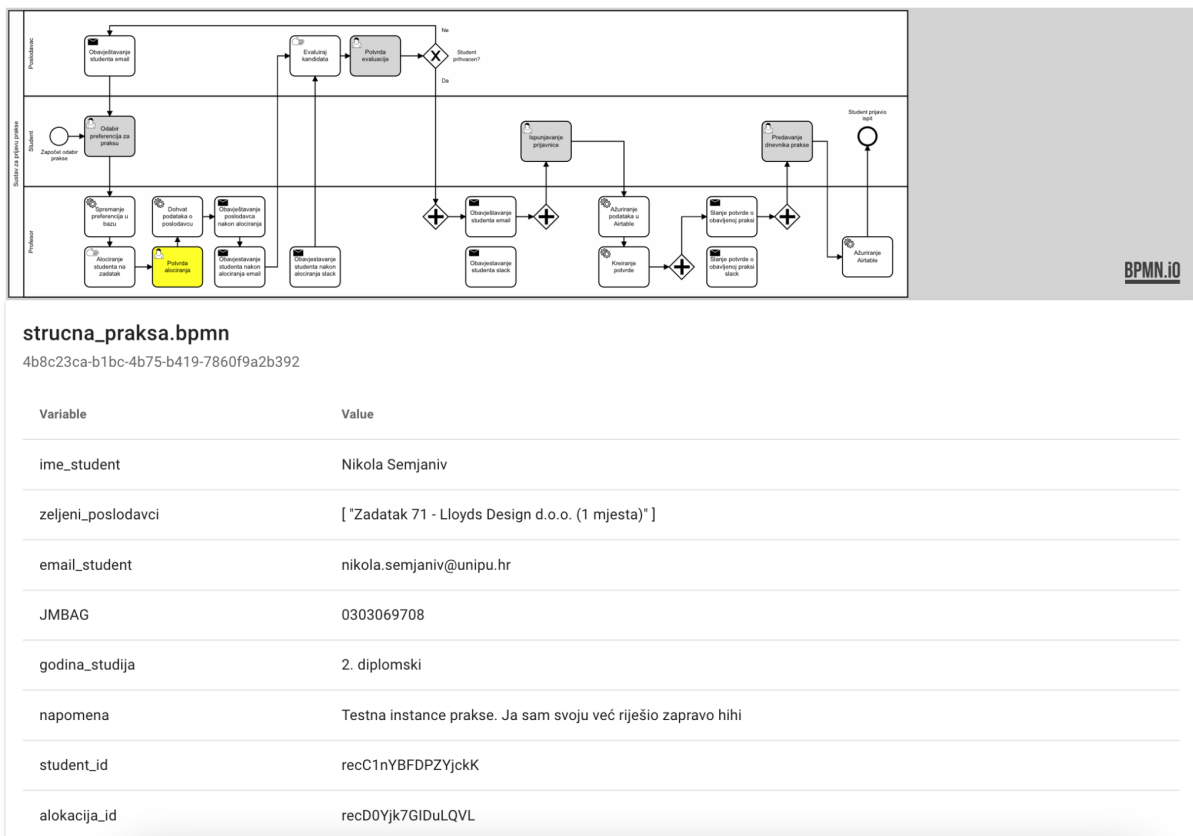 Sustav za prijavu prakse
Poslodavac
Obavještavanje
studenta email
Evaluiraj
kandidata
Potvrda
evaluacije
Ne
Student
prihvacen?
Da
Student
Započet odabir
prakse
Odabir
preferencija za
praksu
Ispunjavanje
prijavnice
Predavanje
dnevnika prakse
Student prijavio
ispit
Profesor
Spremanje
preferencija u
bazu
Dohvat
podataka o
poslodavcu
Obavještavanje
poslodavca
nakon alociranja
Obavještavanje
studenta email
Ažuriranje
podataka u
Airtable
Slanje potvrde o
obavljenoj praksi
Alociranje
studenta na
zadatak
Potvrda
alociranja
Obavjestavanje
studenta nakon
alociranja email
Obavjestavanje
studenta nakon
alociranja slack
Obavjestavanje
studenta slack
Kreiranje
potvrde
Slanje potvrde o
obavljenoj praksi
slack
Ažuriranje
Airtable
BPMN.iO
strucna_praksa.bpmn
4b8c23ca-b1bc-4b75-b419-7860f9a2b392
Variable Value
ime_student Nikola Semjaniv
zeljeni_poslodavci [ "Zadatak 71 - Lloyds Design d.o.o. (1 mjesta)" ]
email_student nikola.semjaniv@unipu.hr
JMBAG 0303069708
godina_studija 2. diplomski
napomena Testna instance prakse. Ja sam svoju već riješio zapravo hihi
student_id recC1nYBFDPZYjckK
alokacija_id recD0Yjk7GIDuLQVL